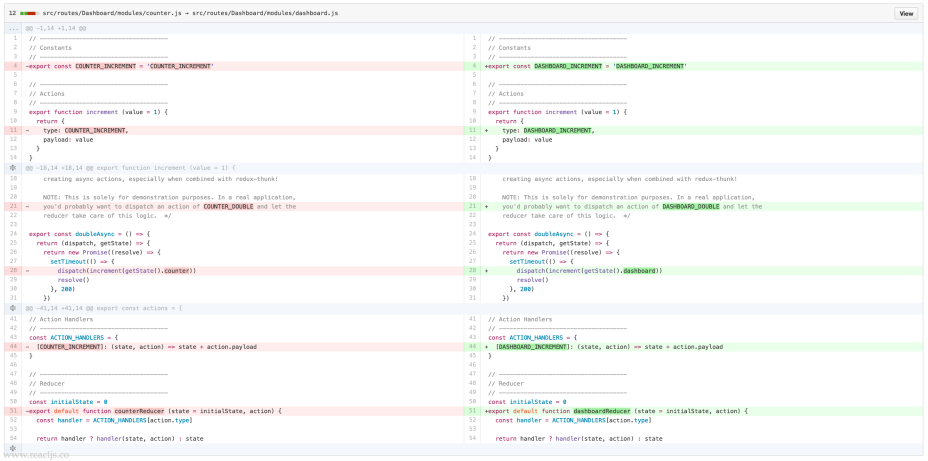 12 src/routes/Dashboard/modules/counter.js → src/routes/Dashboard/modules/dashboard.js View
... @@ -1,14 +1,14 @@
1 // ------------------------------------
2 // Constants
3 // ------------------------------------
4 -export const COUNTER_INCREMENT = 'COUNTER_INCREMENT'
5
6 // ------------------------------------
7 // Actions
8 // ------------------------------------
9 export function increment (value = 1) {
10 return {
11 - type: COUNTER_INCREMENT,
12 payload: value
13 }
14 }
1 // ------------------------------------
2 // Constants
3 // ------------------------------------
4 +export const DASHBOARD_INCREMENT = 'DASHBOARD_INCREMENT'
5
6 // ------------------------------------
7 // Actions
8 // ------------------------------------
9 export function increment (value = 1) {
10 return {
11 + type: DASHBOARD_INCREMENT,
12 payload: value
13 }
14 }
@@ -18,14 +18,14 @@ export function increment (value = 1) {
18 creating async actions, especially when combined with redux-thunk!
19
20 NOTE: This is solely for demonstration purposes. In a real application,
21 - you'd probably want to dispatch an action of COUNTER_DOUBLE and let the
22 reducer take care of this logic. */
23
24 export const doubleAsync = () => {
25 return (dispatch, getState) => {
26 return new Promise((resolve) => {
27 setTimeout(() => {
28 - dispatch(increment(getState().counter))
29 resolve()
30 }, 200)
31 })
18 creating async actions, especially when combined with redux-thunk!
19
20 NOTE: This is solely for demonstration purposes. In a real application,
21 + you'd probably want to dispatch an action of DASHBOARD_DOUBLE and let the
22 reducer take care of this logic. */
23
24 export const doubleAsync = () => {
25 return (dispatch, getState) => {
26 return new Promise((resolve) => {
27 setTimeout(() => {
28 + dispatch(increment(getState().dashboard))
29 resolve()
30 }, 200)
31 })
@@ -41,14 +41,14 @@ export const actions = {
41 // Action Handlers
42 // ------------------------------------
43 const ACTION_HANDLERS = {
44 - [COUNTER_INCREMENT]: (state, action) => state + action.payload
45 }
46
47 // ------------------------------------
48 // Reducer
49 // ------------------------------------
50 const initialState = 0
51 -export default function counterReducer (state = initialState, action) {
52 const handler = ACTION_HANDLERS[action.type]
53
54 return handler ? handler(state, action) : state
41 // Action Handlers
42 // ------------------------------------
43 const ACTION_HANDLERS = {
44 + [DASHBOARD_INCREMENT]: (state, action) => state + action.payload
45 }
46
47 // ------------------------------------
48 // Reducer
49 // ------------------------------------
50 const initialState = 0
51 +export default function dashboardReducer (state = initialState, action) {
52 const handler = ACTION_HANDLERS[action.type]
53
54 return handler ? handler(state, action) : state
www.reactjs.co